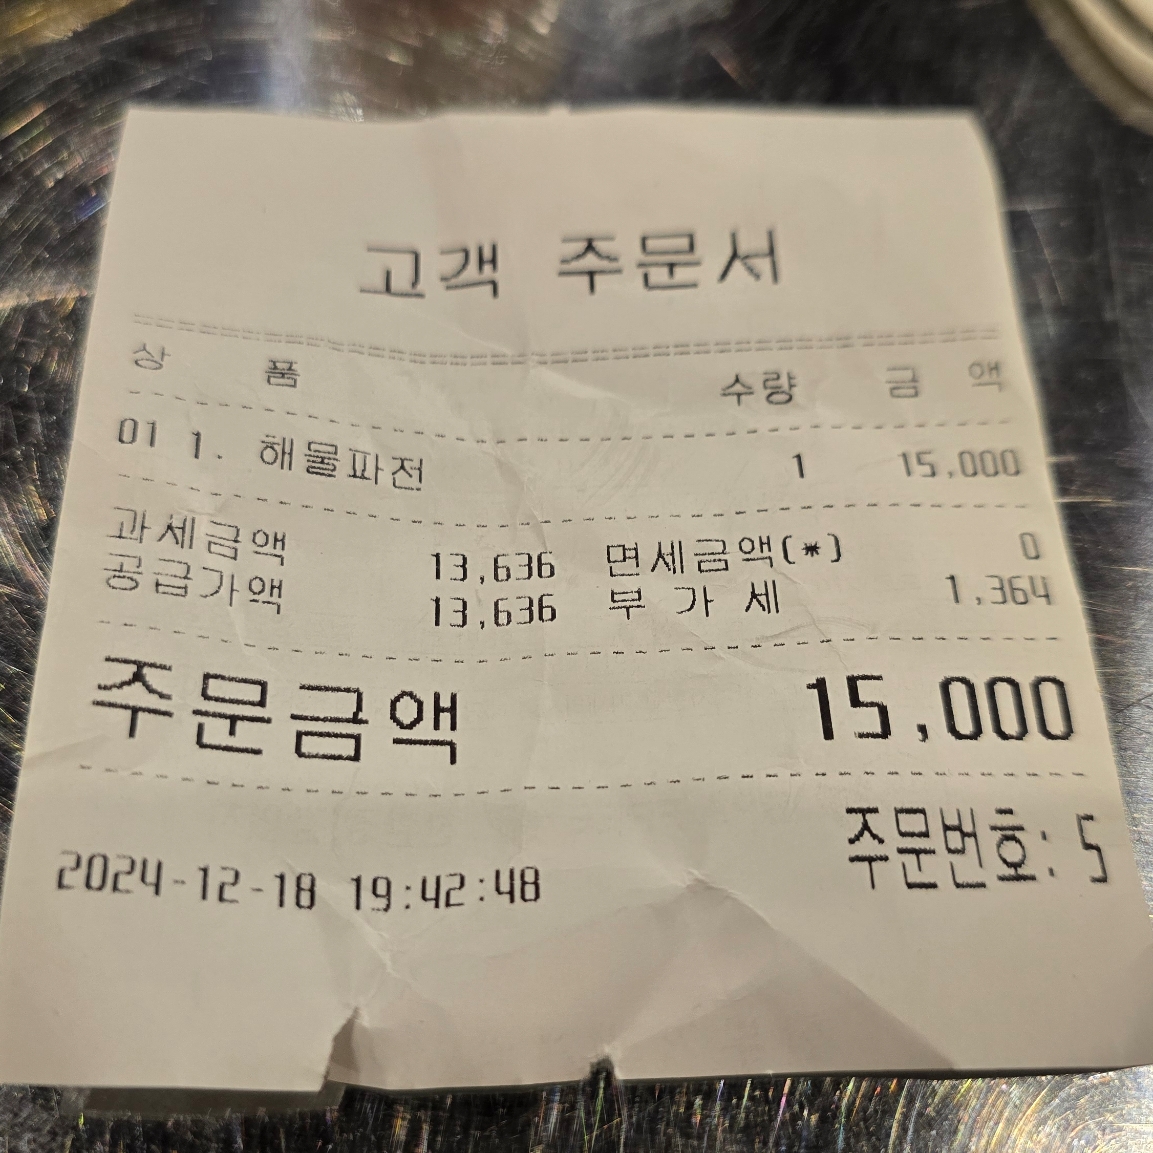 고객 주문서
상 품 수량 금 액
01 1. 해물파전 1 15,000
과세금액 13,636 면세금액(*) 0
공급가액 13,636 부 가 세 1,364
주문금액 15,000
주문번호: 5
2024-12-18 19:42:48